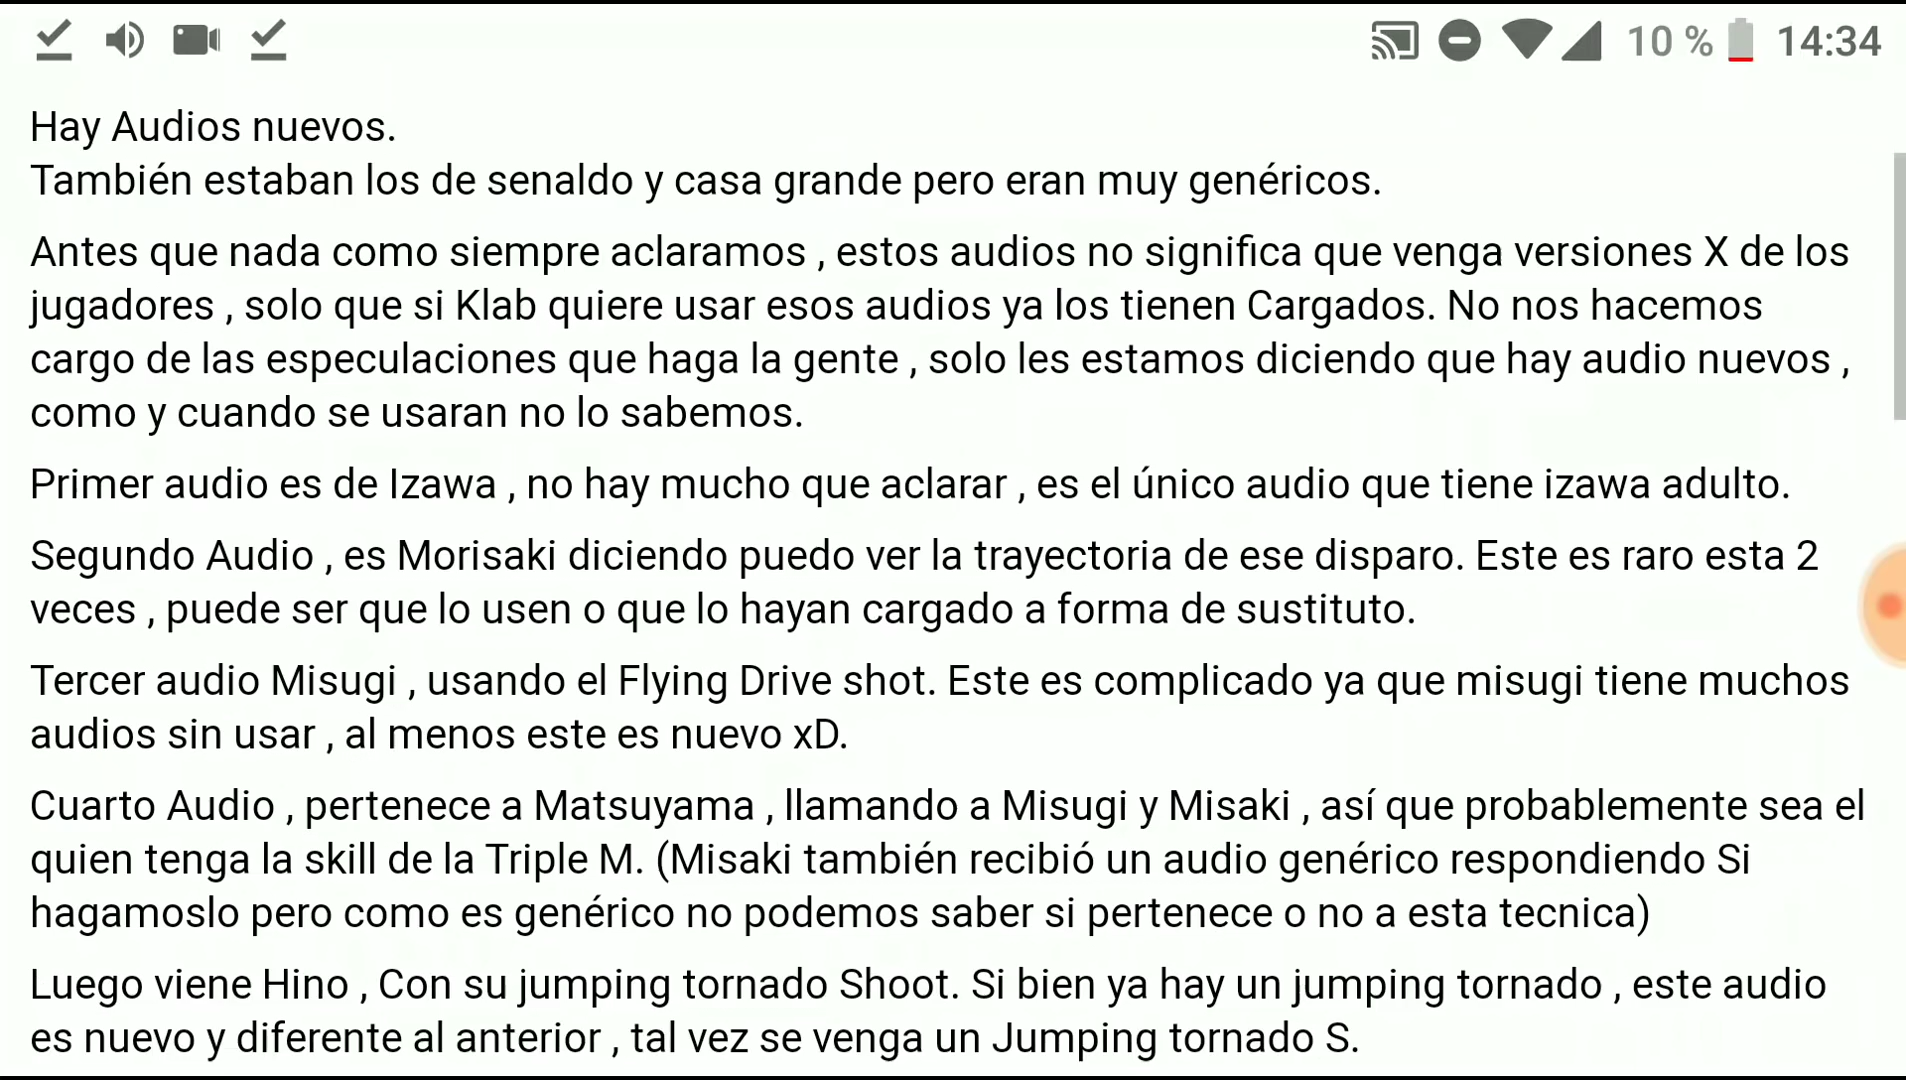 10 % 14:34
Hay Audios nuevos.
También estaban los de senaldo y casa grande pero eran muy genéricos.
Antes que nada como siempre aclaramos , estos audios no significa que venga versiones X de los
jugadores , solo que si Klab quiere usar esos audios ya los tienen Cargados. No nos hacemos
cargo de las especulaciones que haga la gente , solo les estamos diciendo que hay audio nuevos ,
como y cuando se usaran no lo sabemos.
Primer audio es de Izawa , no hay mucho que aclarar , es el único audio que tiene izawa adulto.
Segundo Audio , es Morisaki diciendo puedo ver la trayectoria de ese disparo. Este es raro esta 2
veces , puede ser que lo usen o que lo hayan cargado a forma de sustituto.
Tercer audio Misugi , usando el Flying Drive shot. Este es complicado ya que misugi tiene muchos
audios sin usar , al menos este es nuevo xD.
Cuarto Audio , pertenece a Matsuyama , llamando a Misugi y Misaki , así que probablemente sea el
quien tenga la skill de la Triple M. (Misaki también recibió un audio genérico respondiendo Si
hagamoslo pero como es genérico no podemos saber si pertenece o no a esta tecnica)
Luego viene Hino , Con su jumping tornado Shoot. Si bien ya hay un jumping tornado , este audio
es nuevo y diferente al anterior , tal vez se venga un Jumping tornado S.